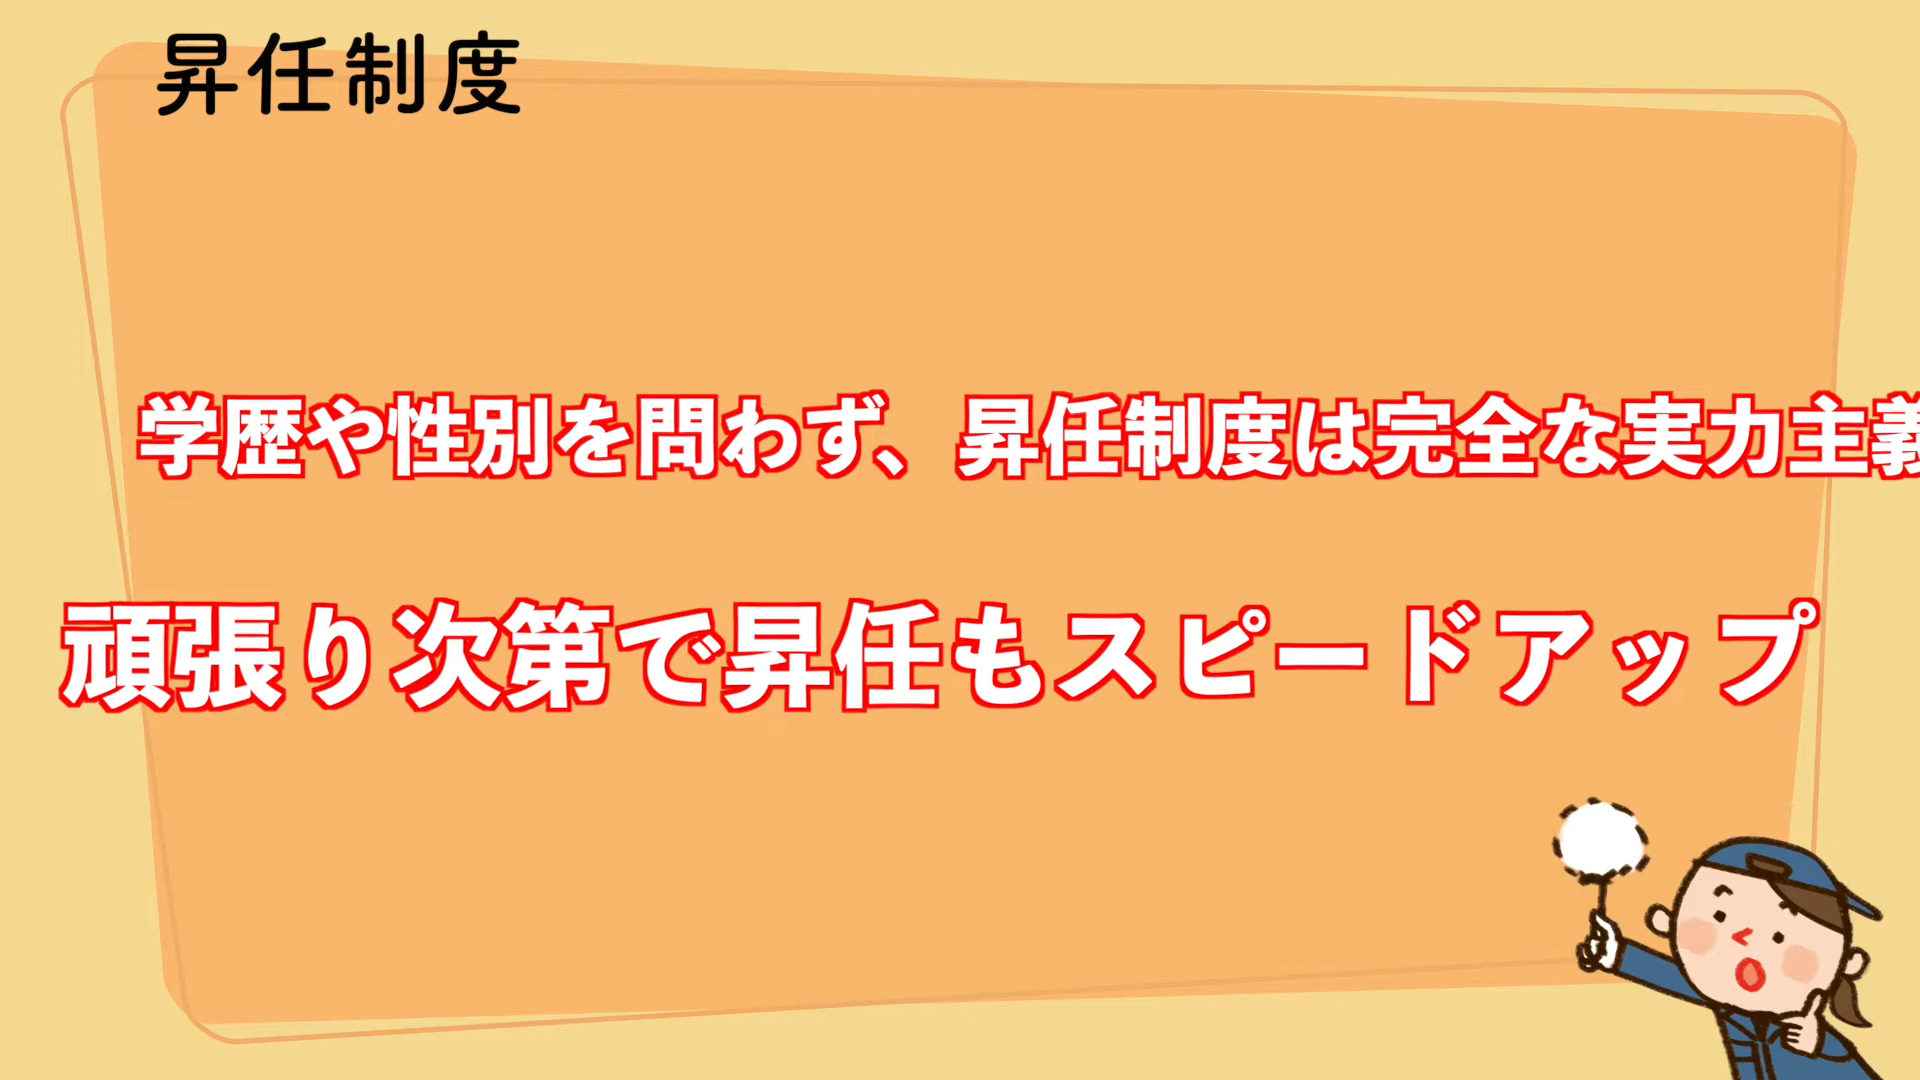 昇任制度
学歴や性別を問わず、昇任制度は完全な実力主義
頑張り次第で昇任もスピードアップ